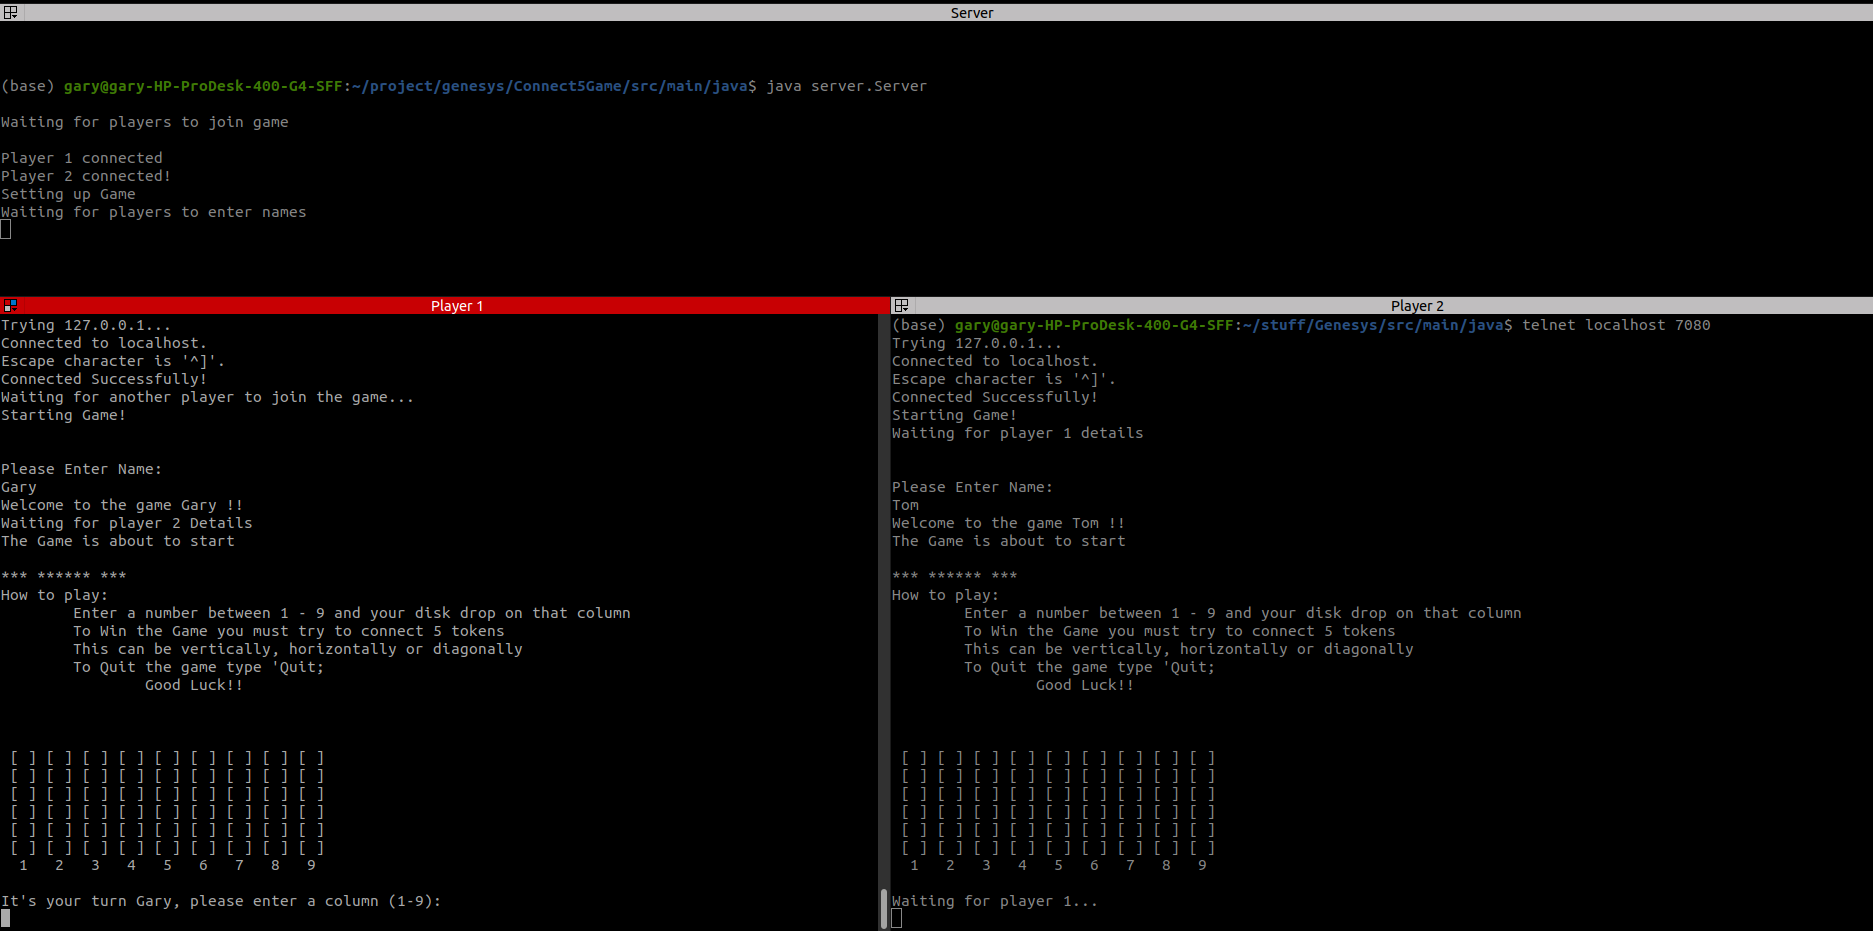 Server
(base) gary@gary-HP-ProDesk-400-G4-SFF:~/project/genesys/Connect5Game/src/main/java$ java server.Server
Waiting for players to join game
Player 1 connected
Player 2 connected!
Setting up Game
Waiting for players to enter names
Player 1
Trying 127.0.0.1...
Connected to localhost.
Escape character is '^]'.
Connected Successfully!
Waiting for another player to join the game...
Starting Game!
Please Enter Name:
Gary
Welcome to the game Gary !!
Waiting for player 2 Details
The Game is about to start
*** ****** ***
How to play:
Enter a number between 1 - 9 and your disk drop on that column
To Win the Game you must try to connect 5 tokens
This can be vertically, horizontally or diagonally
To Quit the game type 'Quit;
Good Luck!!
[ ] [ ] [ ] [ ] [ ] [ ] [ ] [ ] [ ]
[ ] [ ] [ ] [ ] [ ] [ ] [ ] [ ] [ ]
[ ] [ ] [ ] [ ] [ ] [ ] [ ] [ ] [ ]
[ ] [ ] [ ] [ ] [ ] [ ] [ ] [ ] [ ]
[ ] [ ] [ ] [ ] [ ] [ ] [ ] [ ] [ ]
[ ] [ ] [ ] [ ] [ ] [ ] [ ] [ ] [ ]
1 2 3 4 5 6 7 8 9
It's your turn Gary, please enter a column (1-9):
Player 2
(base) gary@gary-HP-ProDesk-400-G4-SFF:~/stuff/Genesys/src/main/java$ telnet localhost 7080
Trying 127.0.0.1...
Connected to localhost.
Escape character is '^]'.
Connected Successfully!
Starting Game!
Waiting for player 1 details
Please Enter Name:
Tom
Welcome to the game Tom !!
The Game is about to start
*** ****** ***
How to play:
Enter a number between 1 - 9 and your disk drop on that column
To Win the Game you must try to connect 5 tokens
This can be vertically, horizontally or diagonally
To Quit the game type 'Quit;
Good Luck!!
[ ] [ ] [ ] [ ] [ ] [ ] [ ] [ ] [ ]
[ ] [ ] [ ] [ ] [ ] [ ] [ ] [ ] [ ]
[ ] [ ] [ ] [ ] [ ] [ ] [ ] [ ] [ ]
[ ] [ ] [ ] [ ] [ ] [ ] [ ] [ ] [ ]
[ ] [ ] [ ] [ ] [ ] [ ] [ ] [ ] [ ]
[ ] [ ] [ ] [ ] [ ] [ ] [ ] [ ] [ ]
1 2 3 4 5 6 7 8 9
Waiting for player 1...